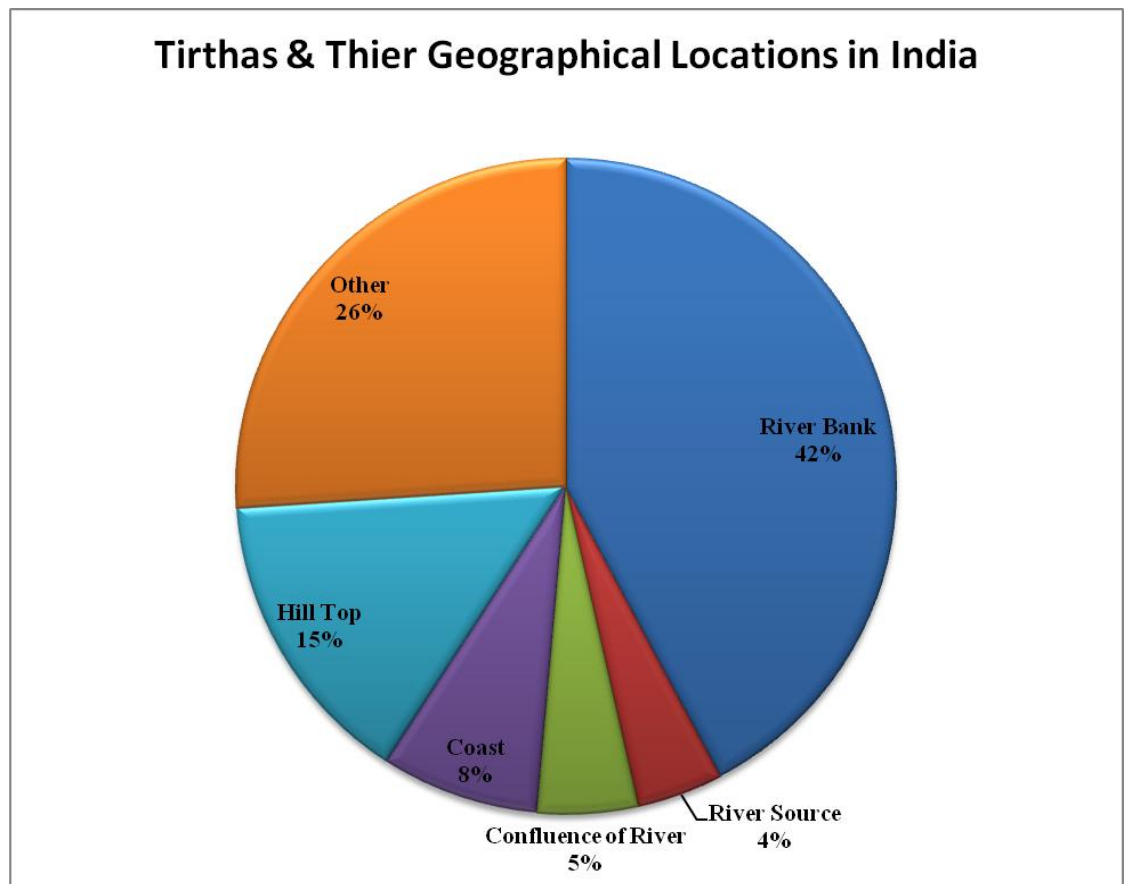 Tirthas & Thier Geographical Locations in India
Other
26%
River Bank
42%
Hill Top
15%
Coast
8%
River Source
4%
Confluence of River
5%